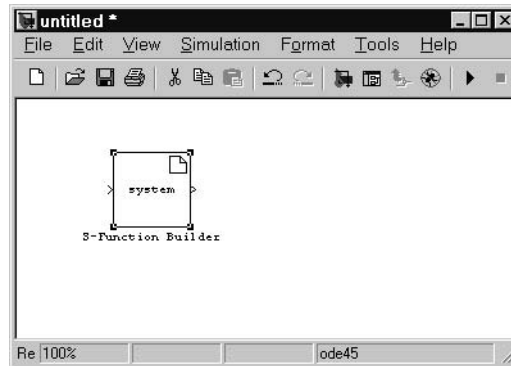 untitled *
File Edit View Simulation Format Tools Help
system
S-Function Builder
Re 100% ode45